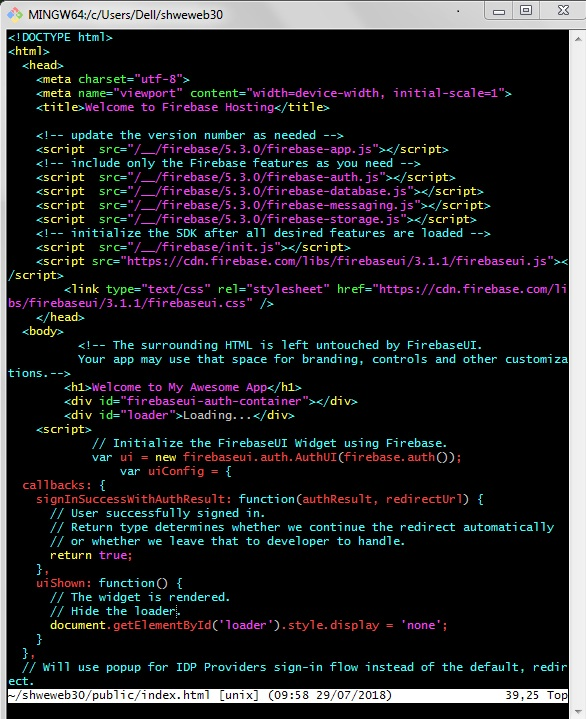 MINGW64:/c/Users/Dell/shweweb30
<!DOCTYPE html>
<html>
  <head>
    <meta charset="utf-8">
    <meta name="viewport" content="width=device-width, initial-scale=1">
    <title>Welcome to Firebase Hosting</title>

    <!-- update the version number as needed -->
    <script  src="/__/firebase/5.3.0/firebase-app.js"></script>
    <!-- include only the Firebase features as you need -->
    <script  src="/__/firebase/5.3.0/firebase-auth.js"></script>
    <script  src="/__/firebase/5.3.0/firebase-database.js"></script>
    <script  src="/__/firebase/5.3.0/firebase-messaging.js"></script>
    <script  src="/__/firebase/5.3.0/firebase-storage.js"></script>
    <!-- initialize the SDK after all desired features are loaded -->
    <script  src="/__/firebase/init.js"></script>
    <script src="https://cdn.firebase.com/libs/firebaseui/3.1.1/firebaseui.js"><
/script>
        <link type="text/css" rel="stylesheet" href="https://cdn.firebase.com/li
bs/firebaseui/3.1.1/firebaseui.css" />
    </head>
  <body>
          <!-- The surrounding HTML is left untouched by FirebaseUI.
          Your app may use that space for branding, controls and other customiza
tions.-->
        <h1>Welcome to My Awesome App</h1>
        <div id="firebaseui-auth-container"></div>
        <div id="loader">Loading...</div>
    <script>
            // Initialize the FirebaseUI Widget using Firebase.
            var ui = new firebaseui.auth.AuthUI(firebase.auth());
                var uiConfig = {
  callbacks: {
    signInSuccessWithAuthResult: function(authResult, redirectUrl) {
      // User successfully signed in.
      // Return type determines whether we continue the redirect automatically
      // or whether we leave that to developer to handle.
      return true;
    },
    uiShown: function() {
      // The widget is rendered.
      // Hide the loader.
      document.getElementById('loader').style.display = 'none';
    }
  },
  // Will use popup for IDP Providers sign-in flow instead of the default, redir
ect.
~/shweweb30/public/index.html [unix] (09:58 29/07/2018) 39,25 Top